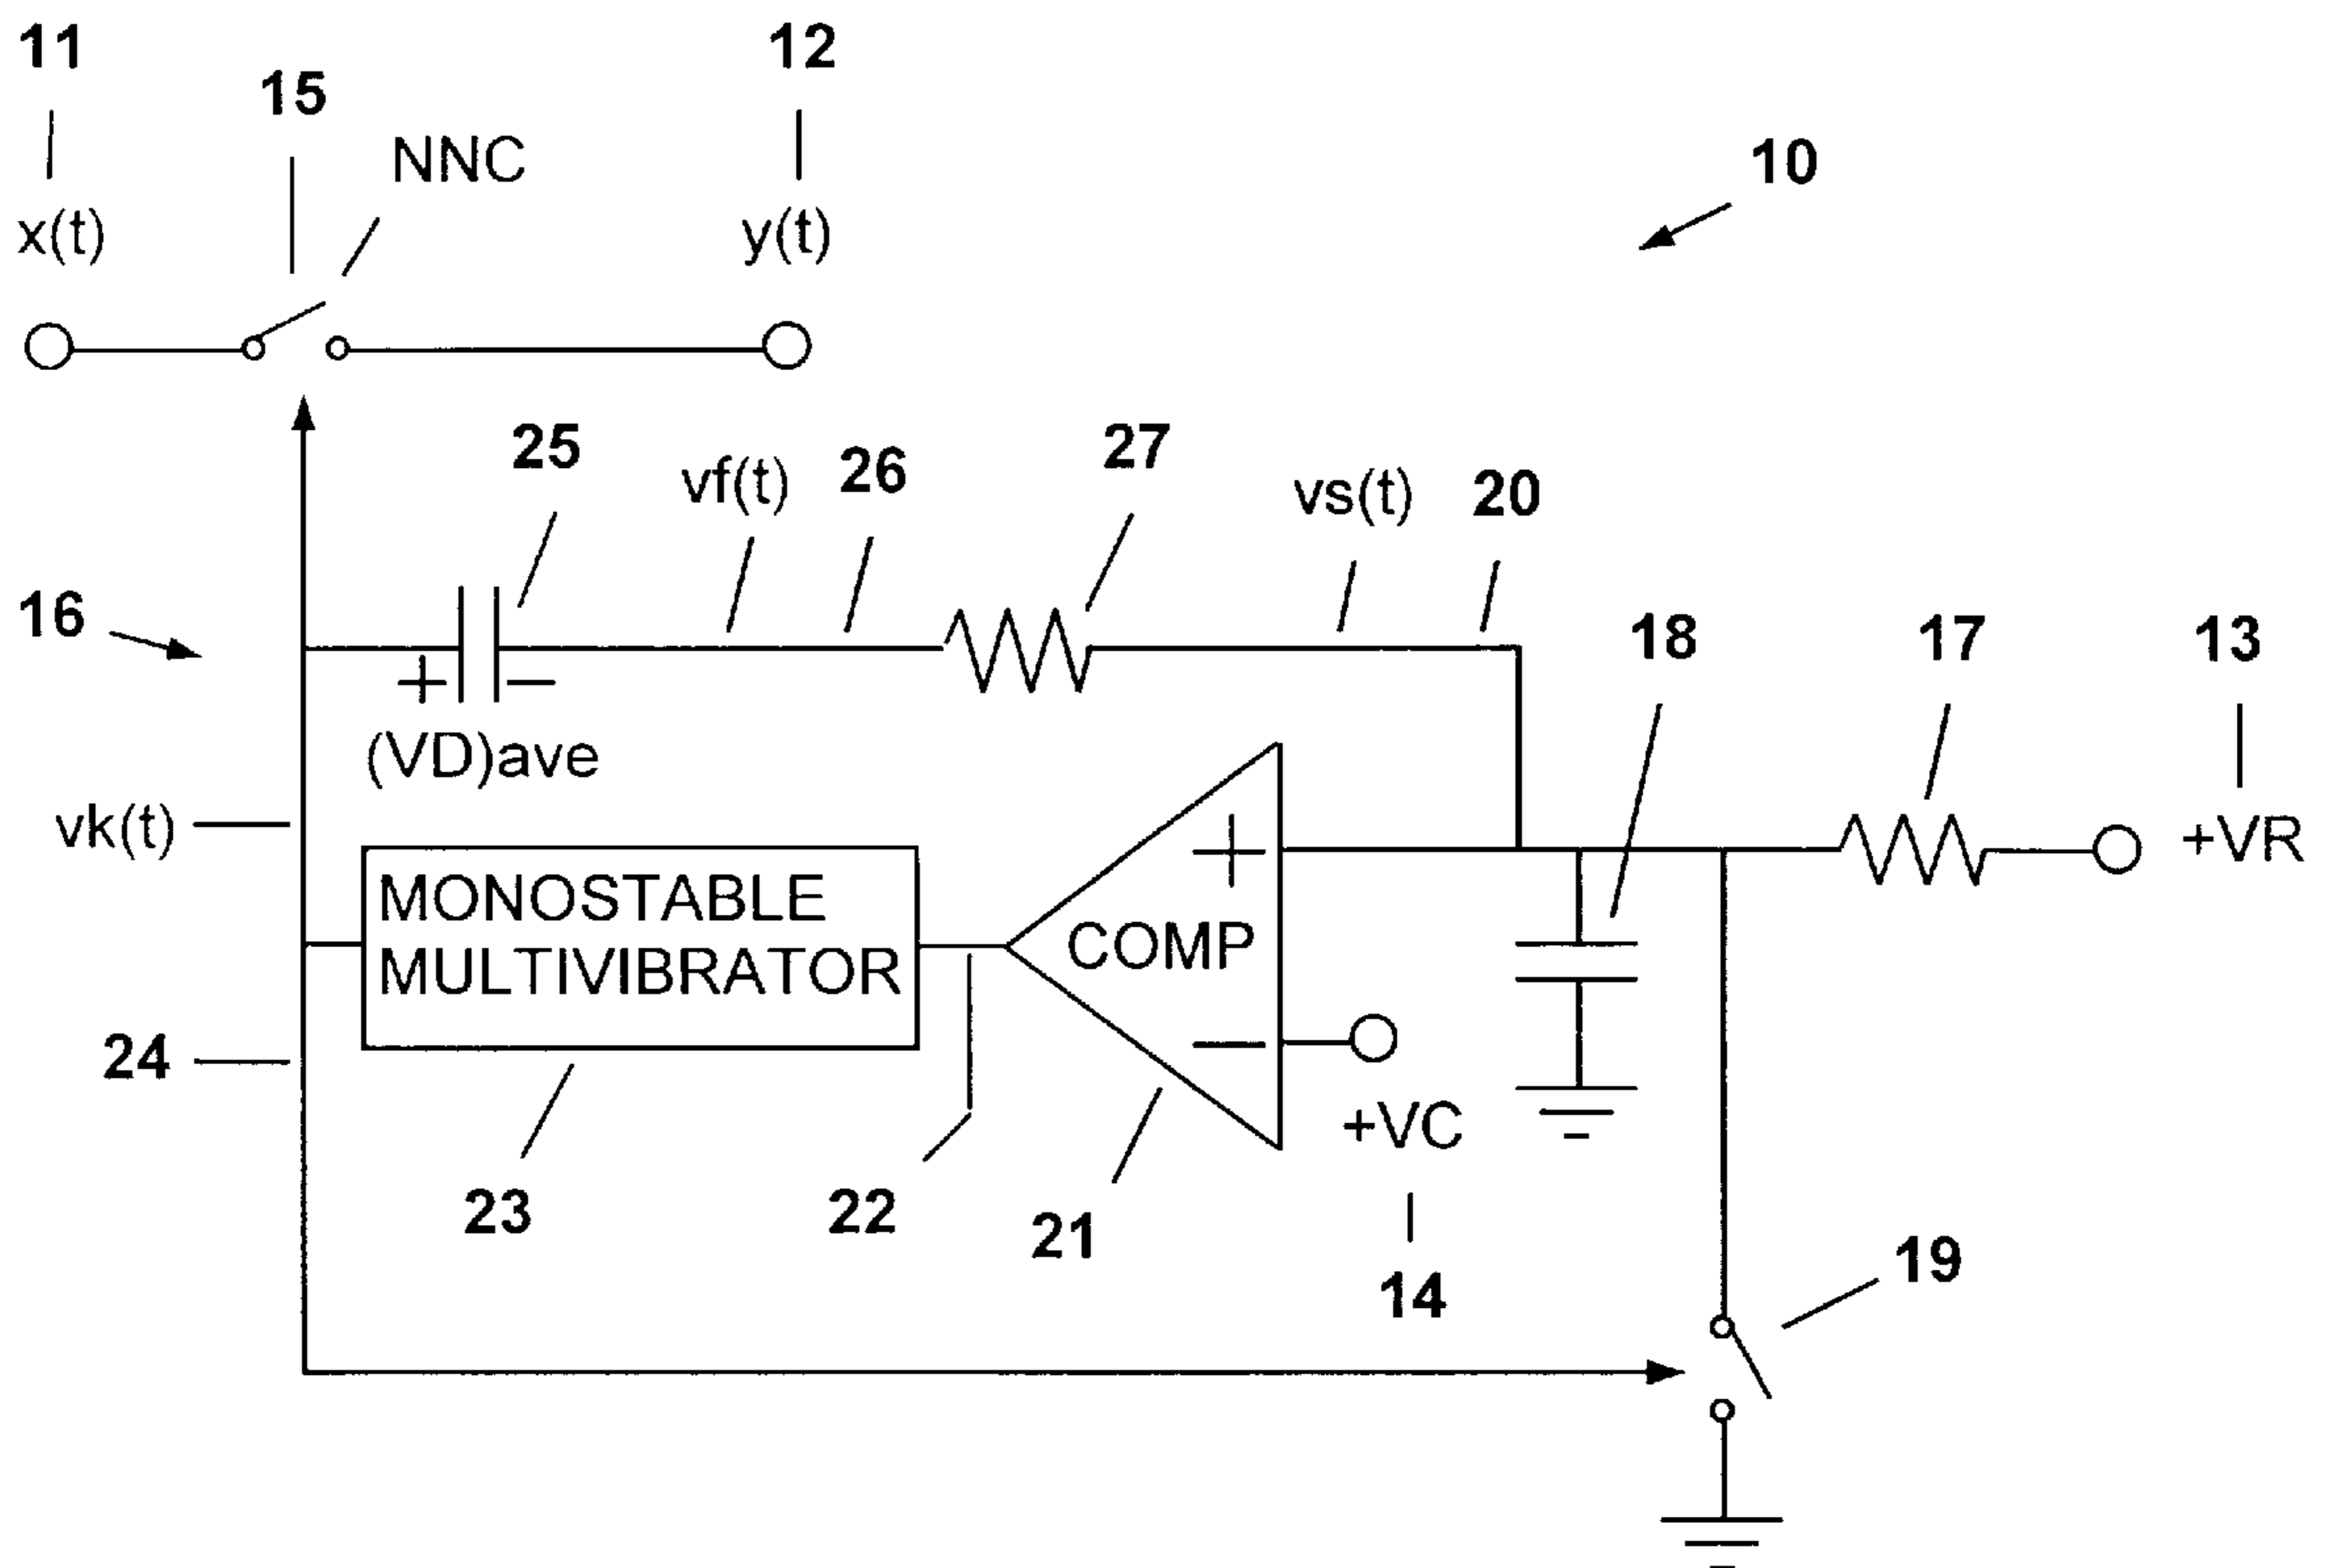 11
12
15
NNC
10
x(t)
y(t)
25
vf(t)
26
27
vs(t)
20
16
18
17
13
+ −
(VD)ave
vk(t)
+VR
MONOSTABLE
MULTIVIBRATOR
+
COMP
−
24
+VC
23
22
21
14
19